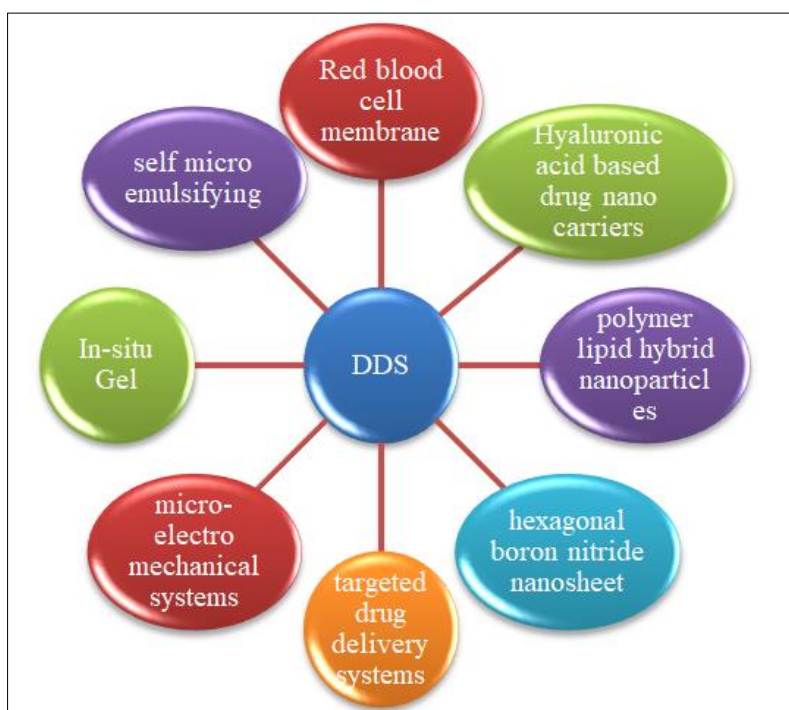 Red blood
cell
membrane
Hyaluronic
acid based
drug nano
carriers
polymer
lipid hybrid
nanoparticl
es
hexagonal
boron nitride
nanosheet
targeted
drug
delivery
systems
micro-
electro
mechanical
systems
In-situ
Gel
self micro
emulsifying
DDS